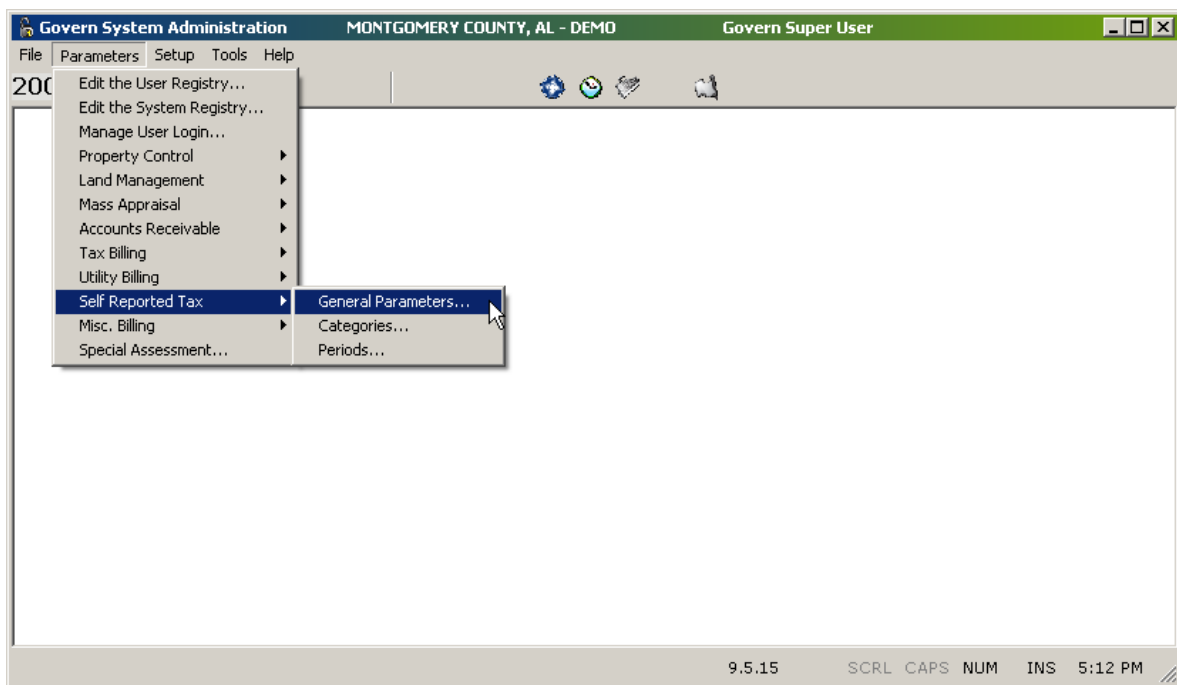 Govern System Administration MONTGOMERY COUNTY, AL - DEMO Govern Super User
File Parameters Setup Tools Help
200
Edit the User Registry...
Edit the System Registry...
Manage User Login...
Property Control
Land Management
Mass Appraisal
Accounts Receivable
Tax Billing
Utility Billing
Self Reported Tax
General Parameters...
Misc. Billing
Categories...
Special Assessment...
Periods...
9.5.15 SCRL CAPS NUM INS 5:12 PM